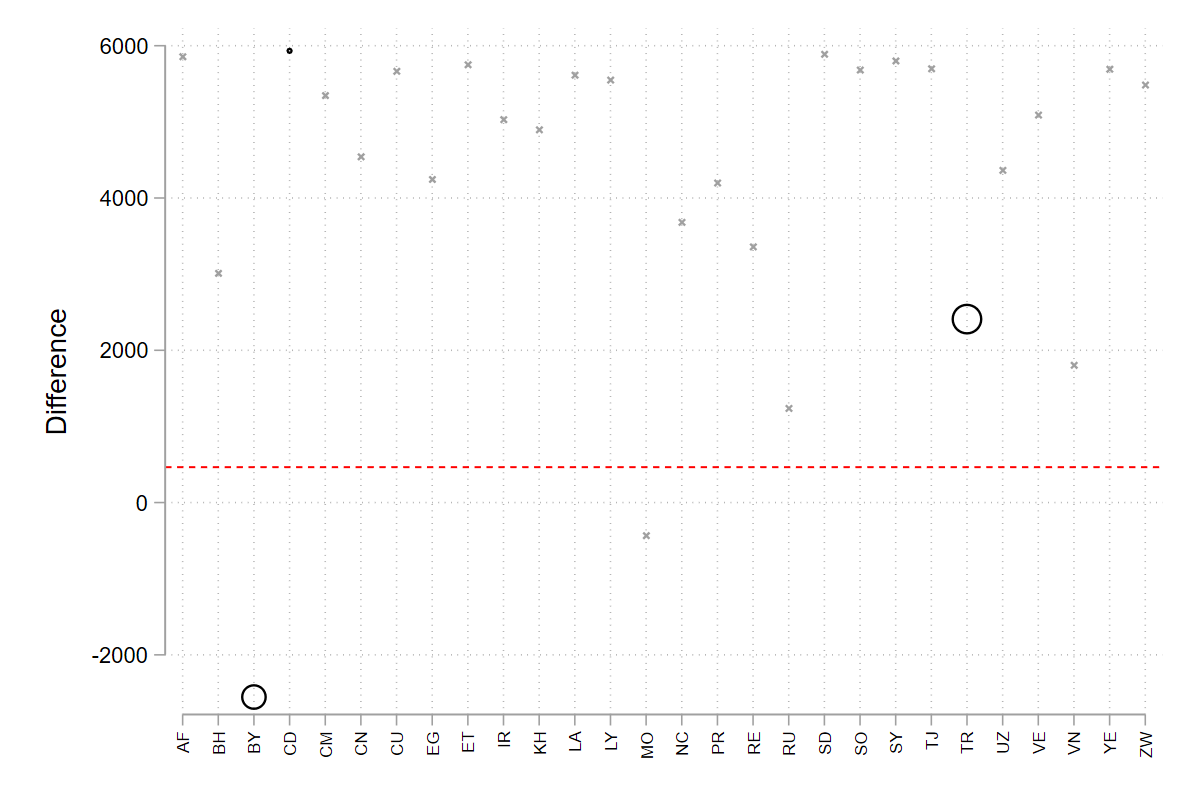 6000
4000
2000
0
-2000
Difference
AF
BH
BY
CD
CM
CN
CU
EG
ET
IR
KH
LA
LY
MO
NC
PR
RE
RU
SD
SO
SY
TJ
TR
UZ
VE
VN
YE
ZW